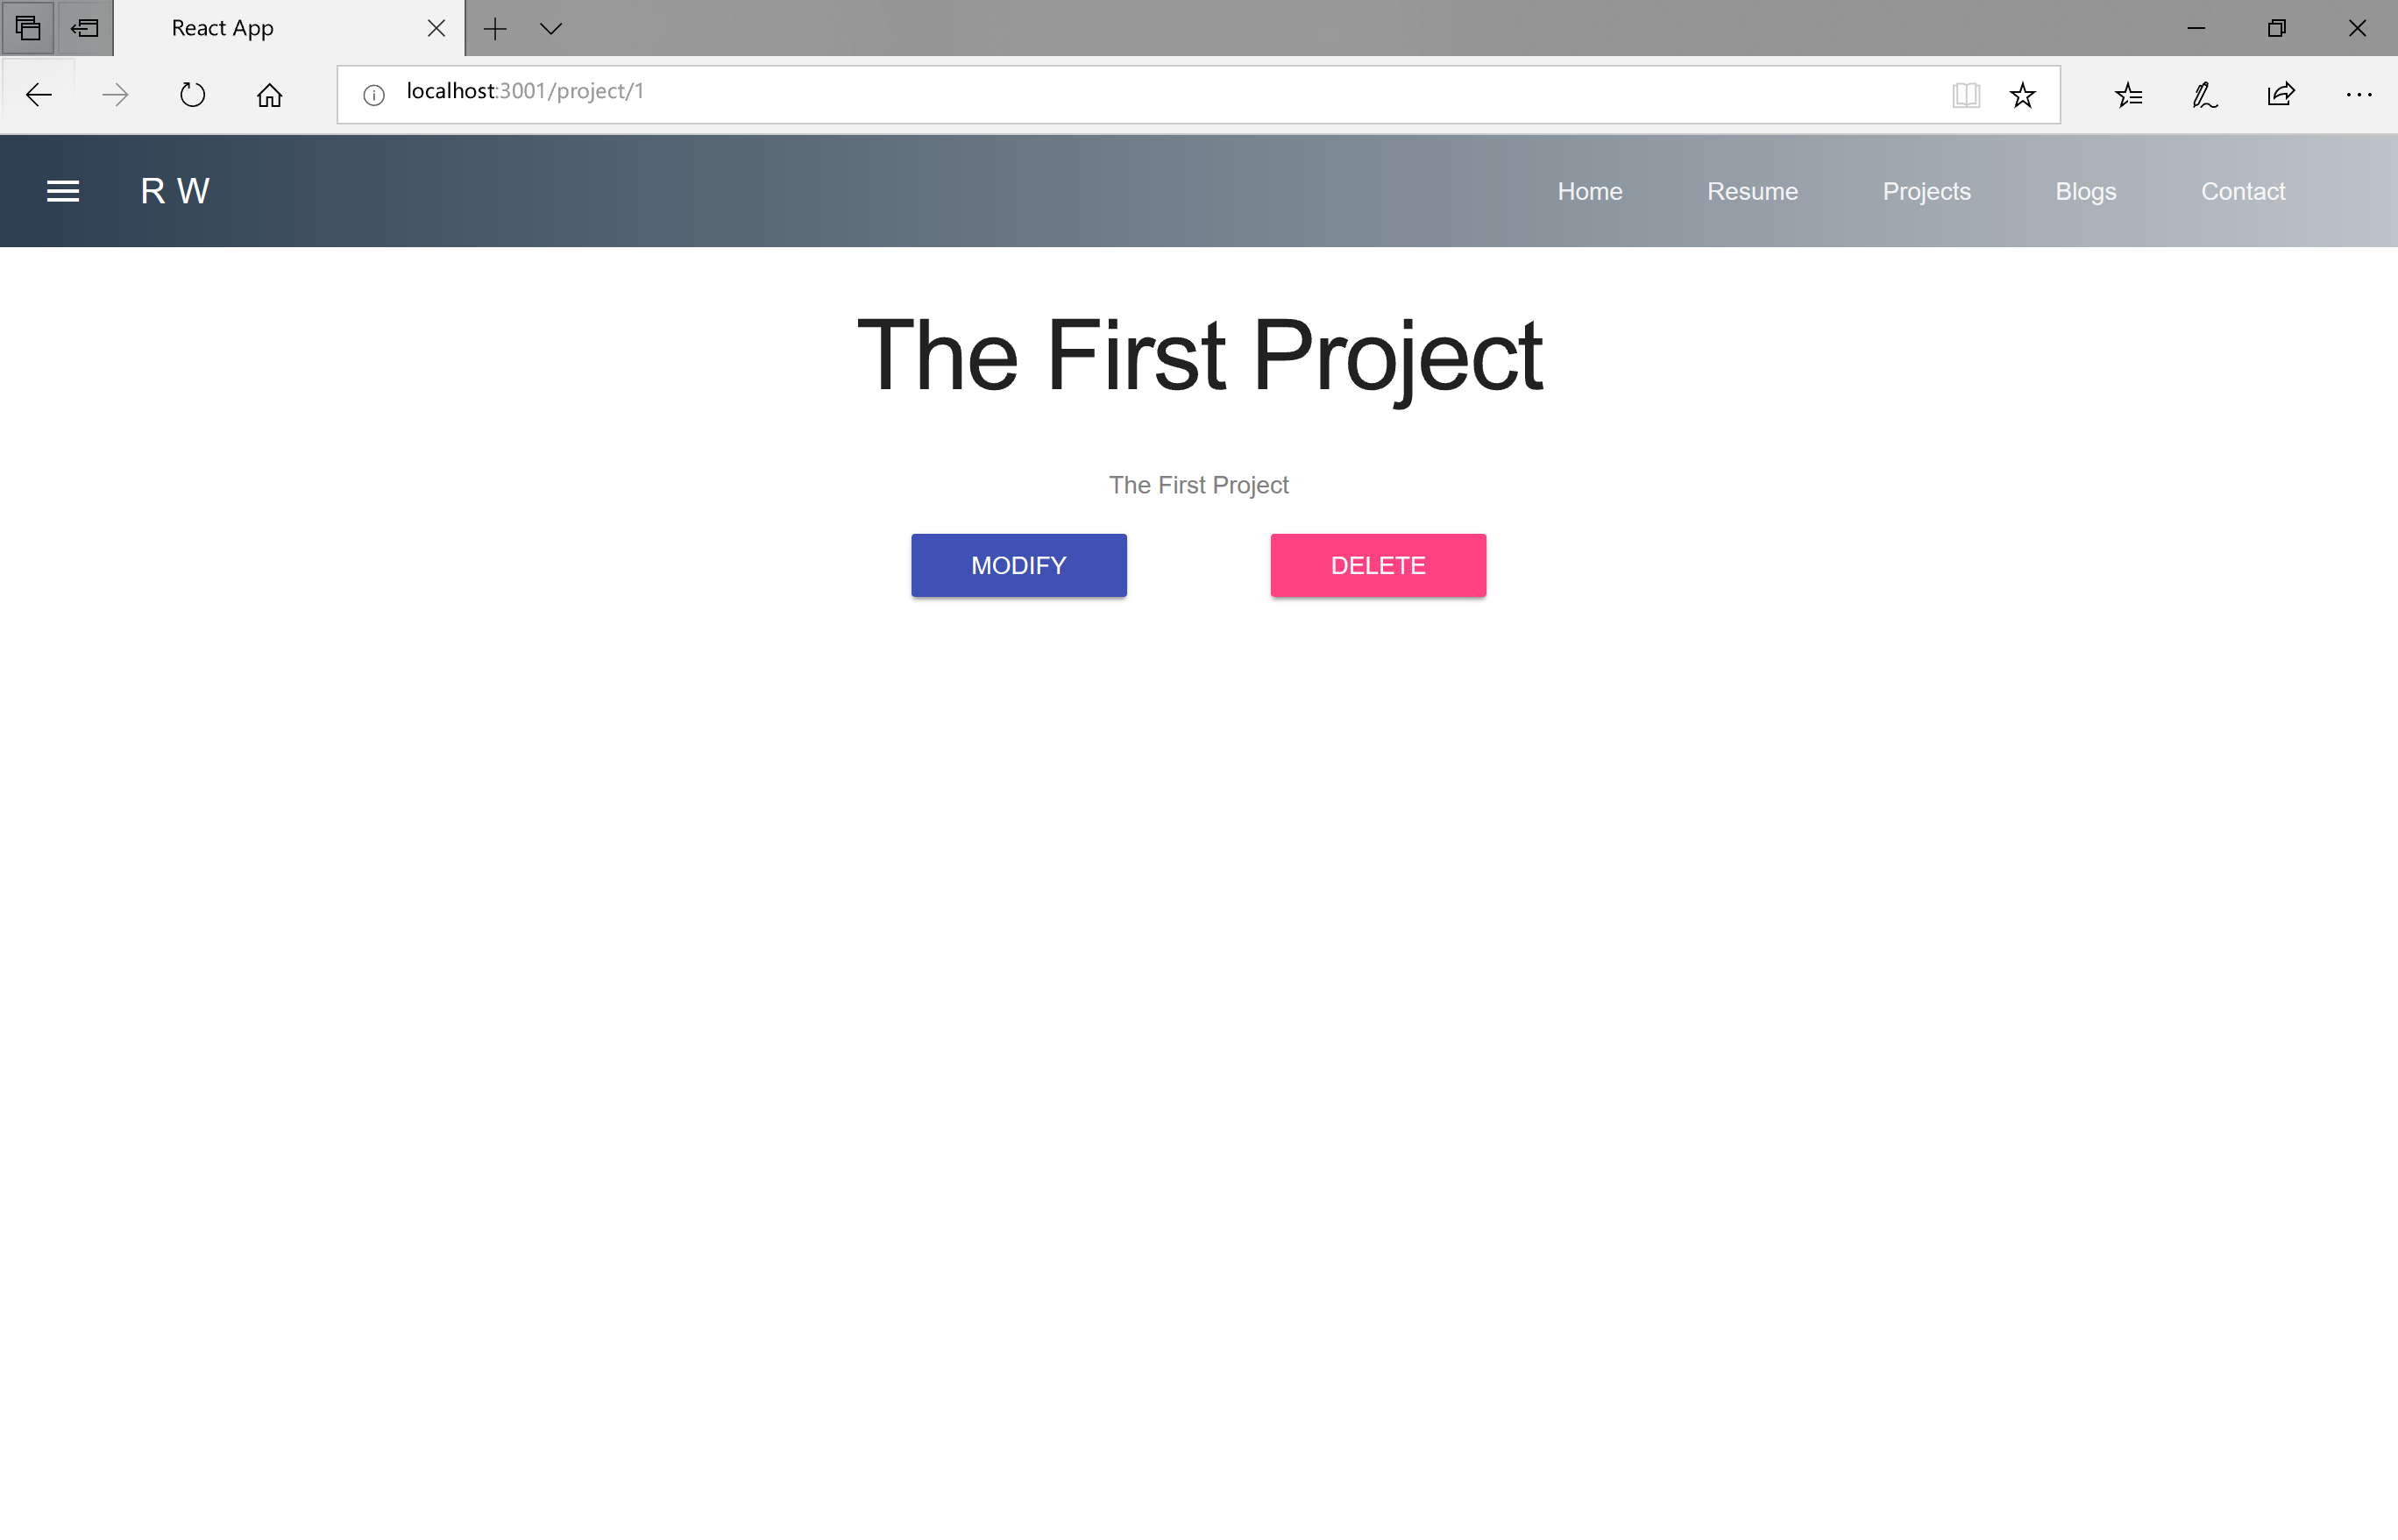 React App
localhost:3001/project/1
R W
Home Resume Projects Blogs Contact
The First Project
The First Project
MODIFY DELETE